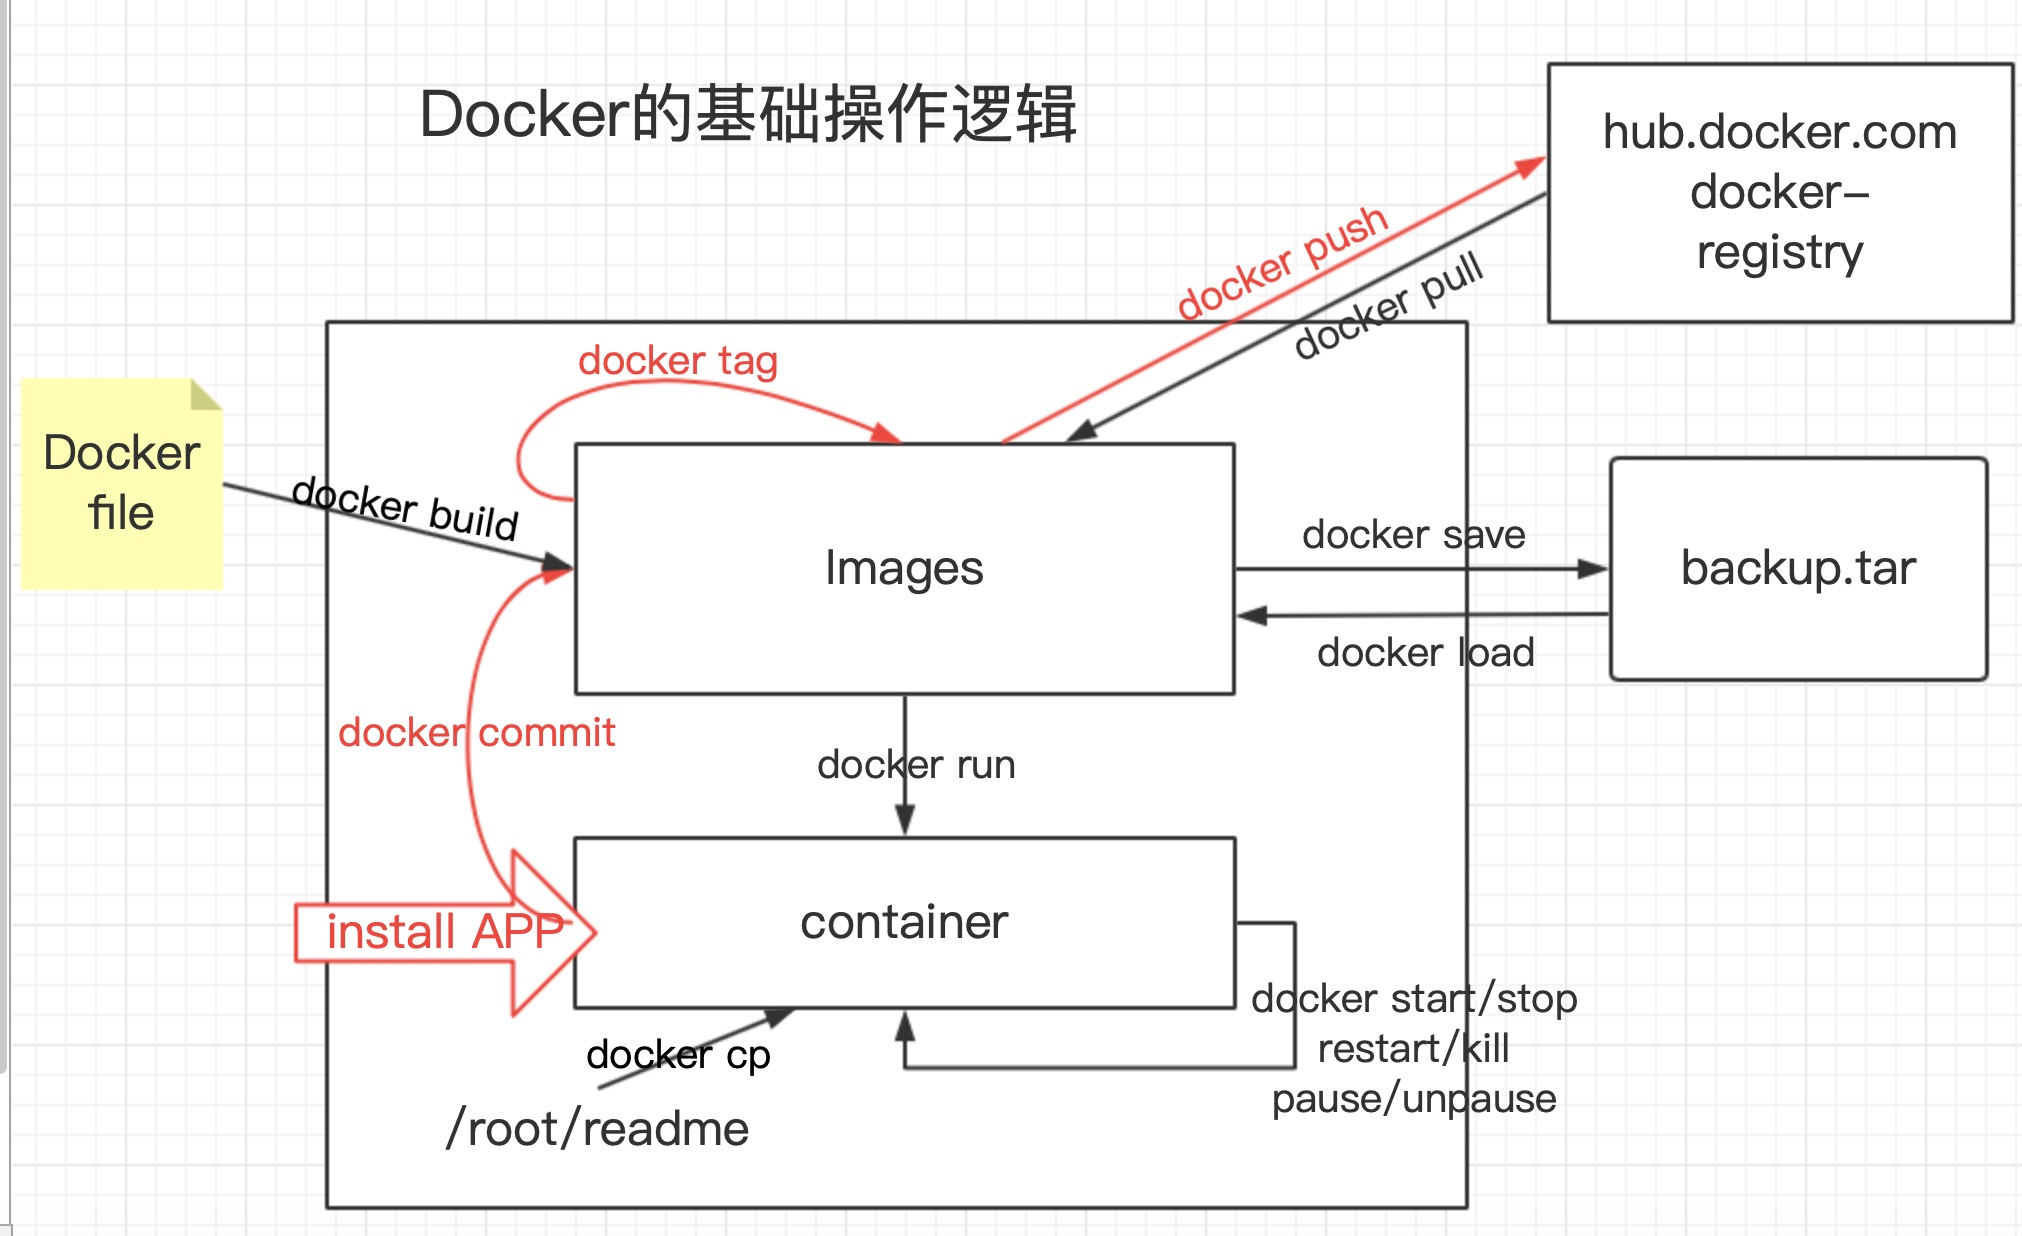 Docker的基础操作逻辑
hub.docker.com
docker-
registry
docker push
docker pull
docker tag
Docker
file
docker build
Images
docker save
docker load
backup.tar
docker commit
docker run
install APP
container
docker start/stop
restart/kill
pause/unpause
docker cp
/root/readme